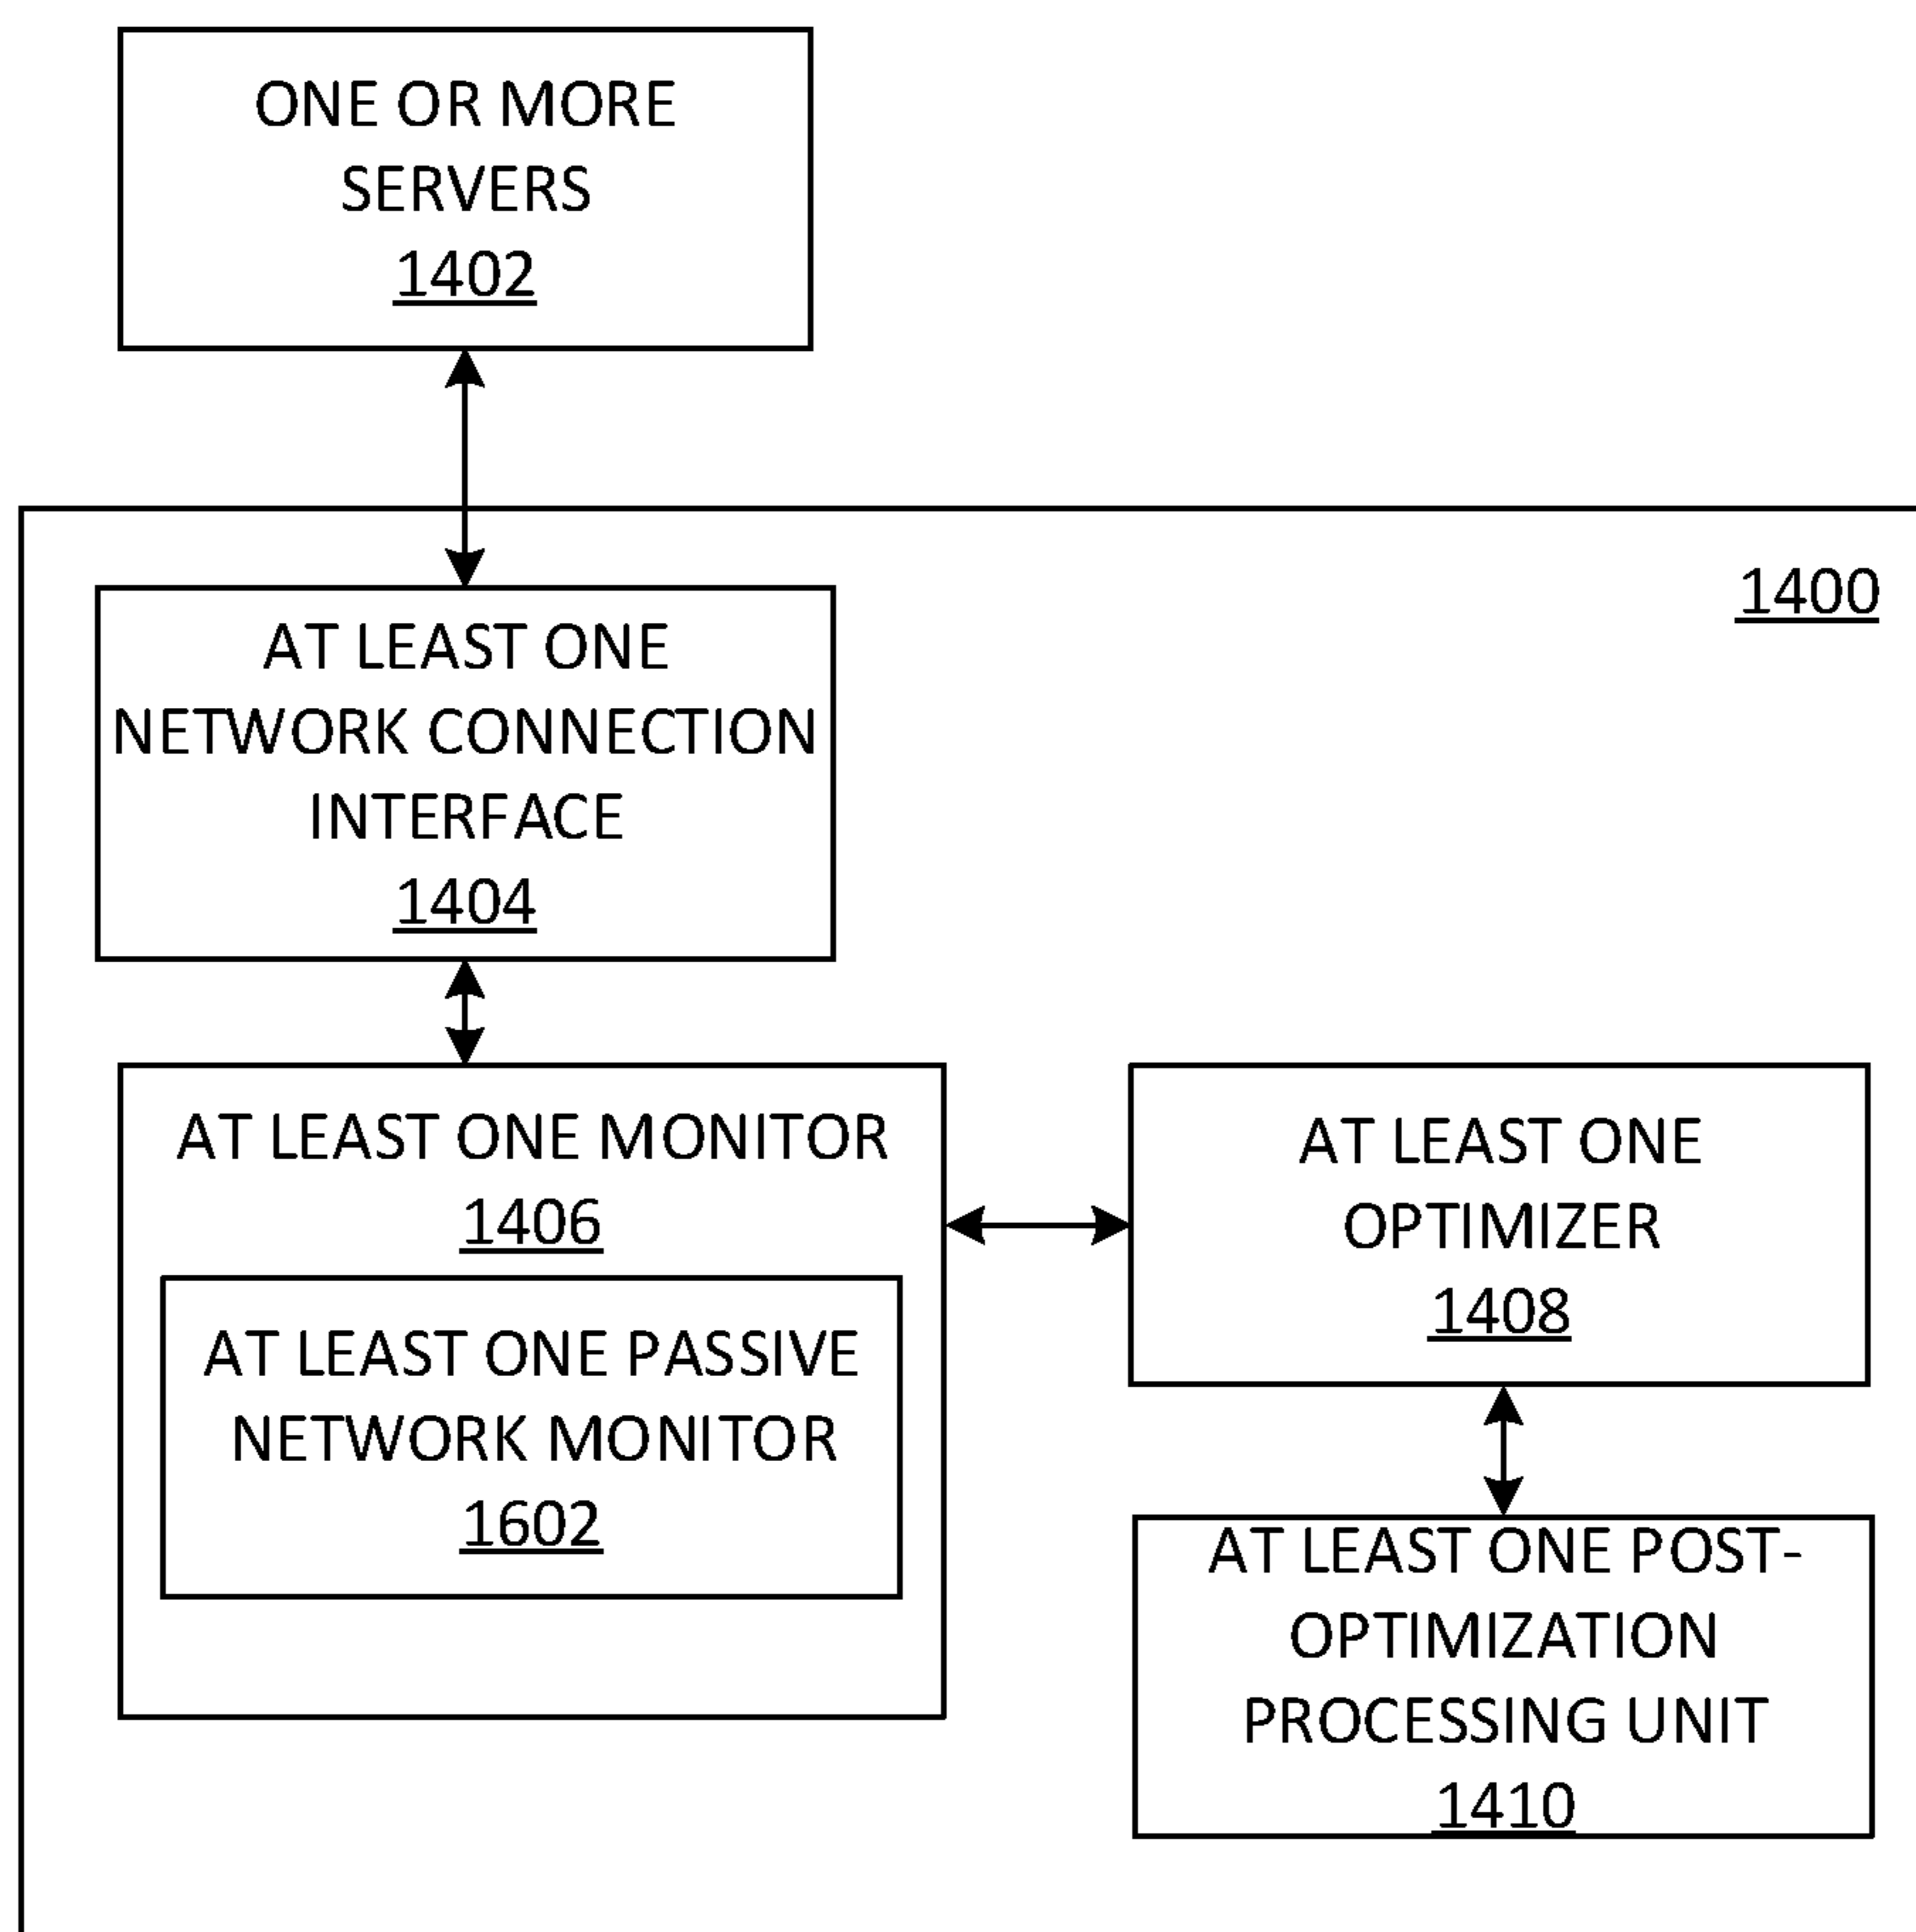 ONE OR MORE
SERVERS
1402
1400
AT LEAST ONE
NETWORK CONNECTION
INTERFACE
1404
AT LEAST ONE MONITOR
1406
AT LEAST ONE PASSIVE
NETWORK MONITOR
1602
AT LEAST ONE
OPTIMIZER
1408
AT LEAST ONE POST-
OPTIMIZATION
PROCESSING UNIT
1410